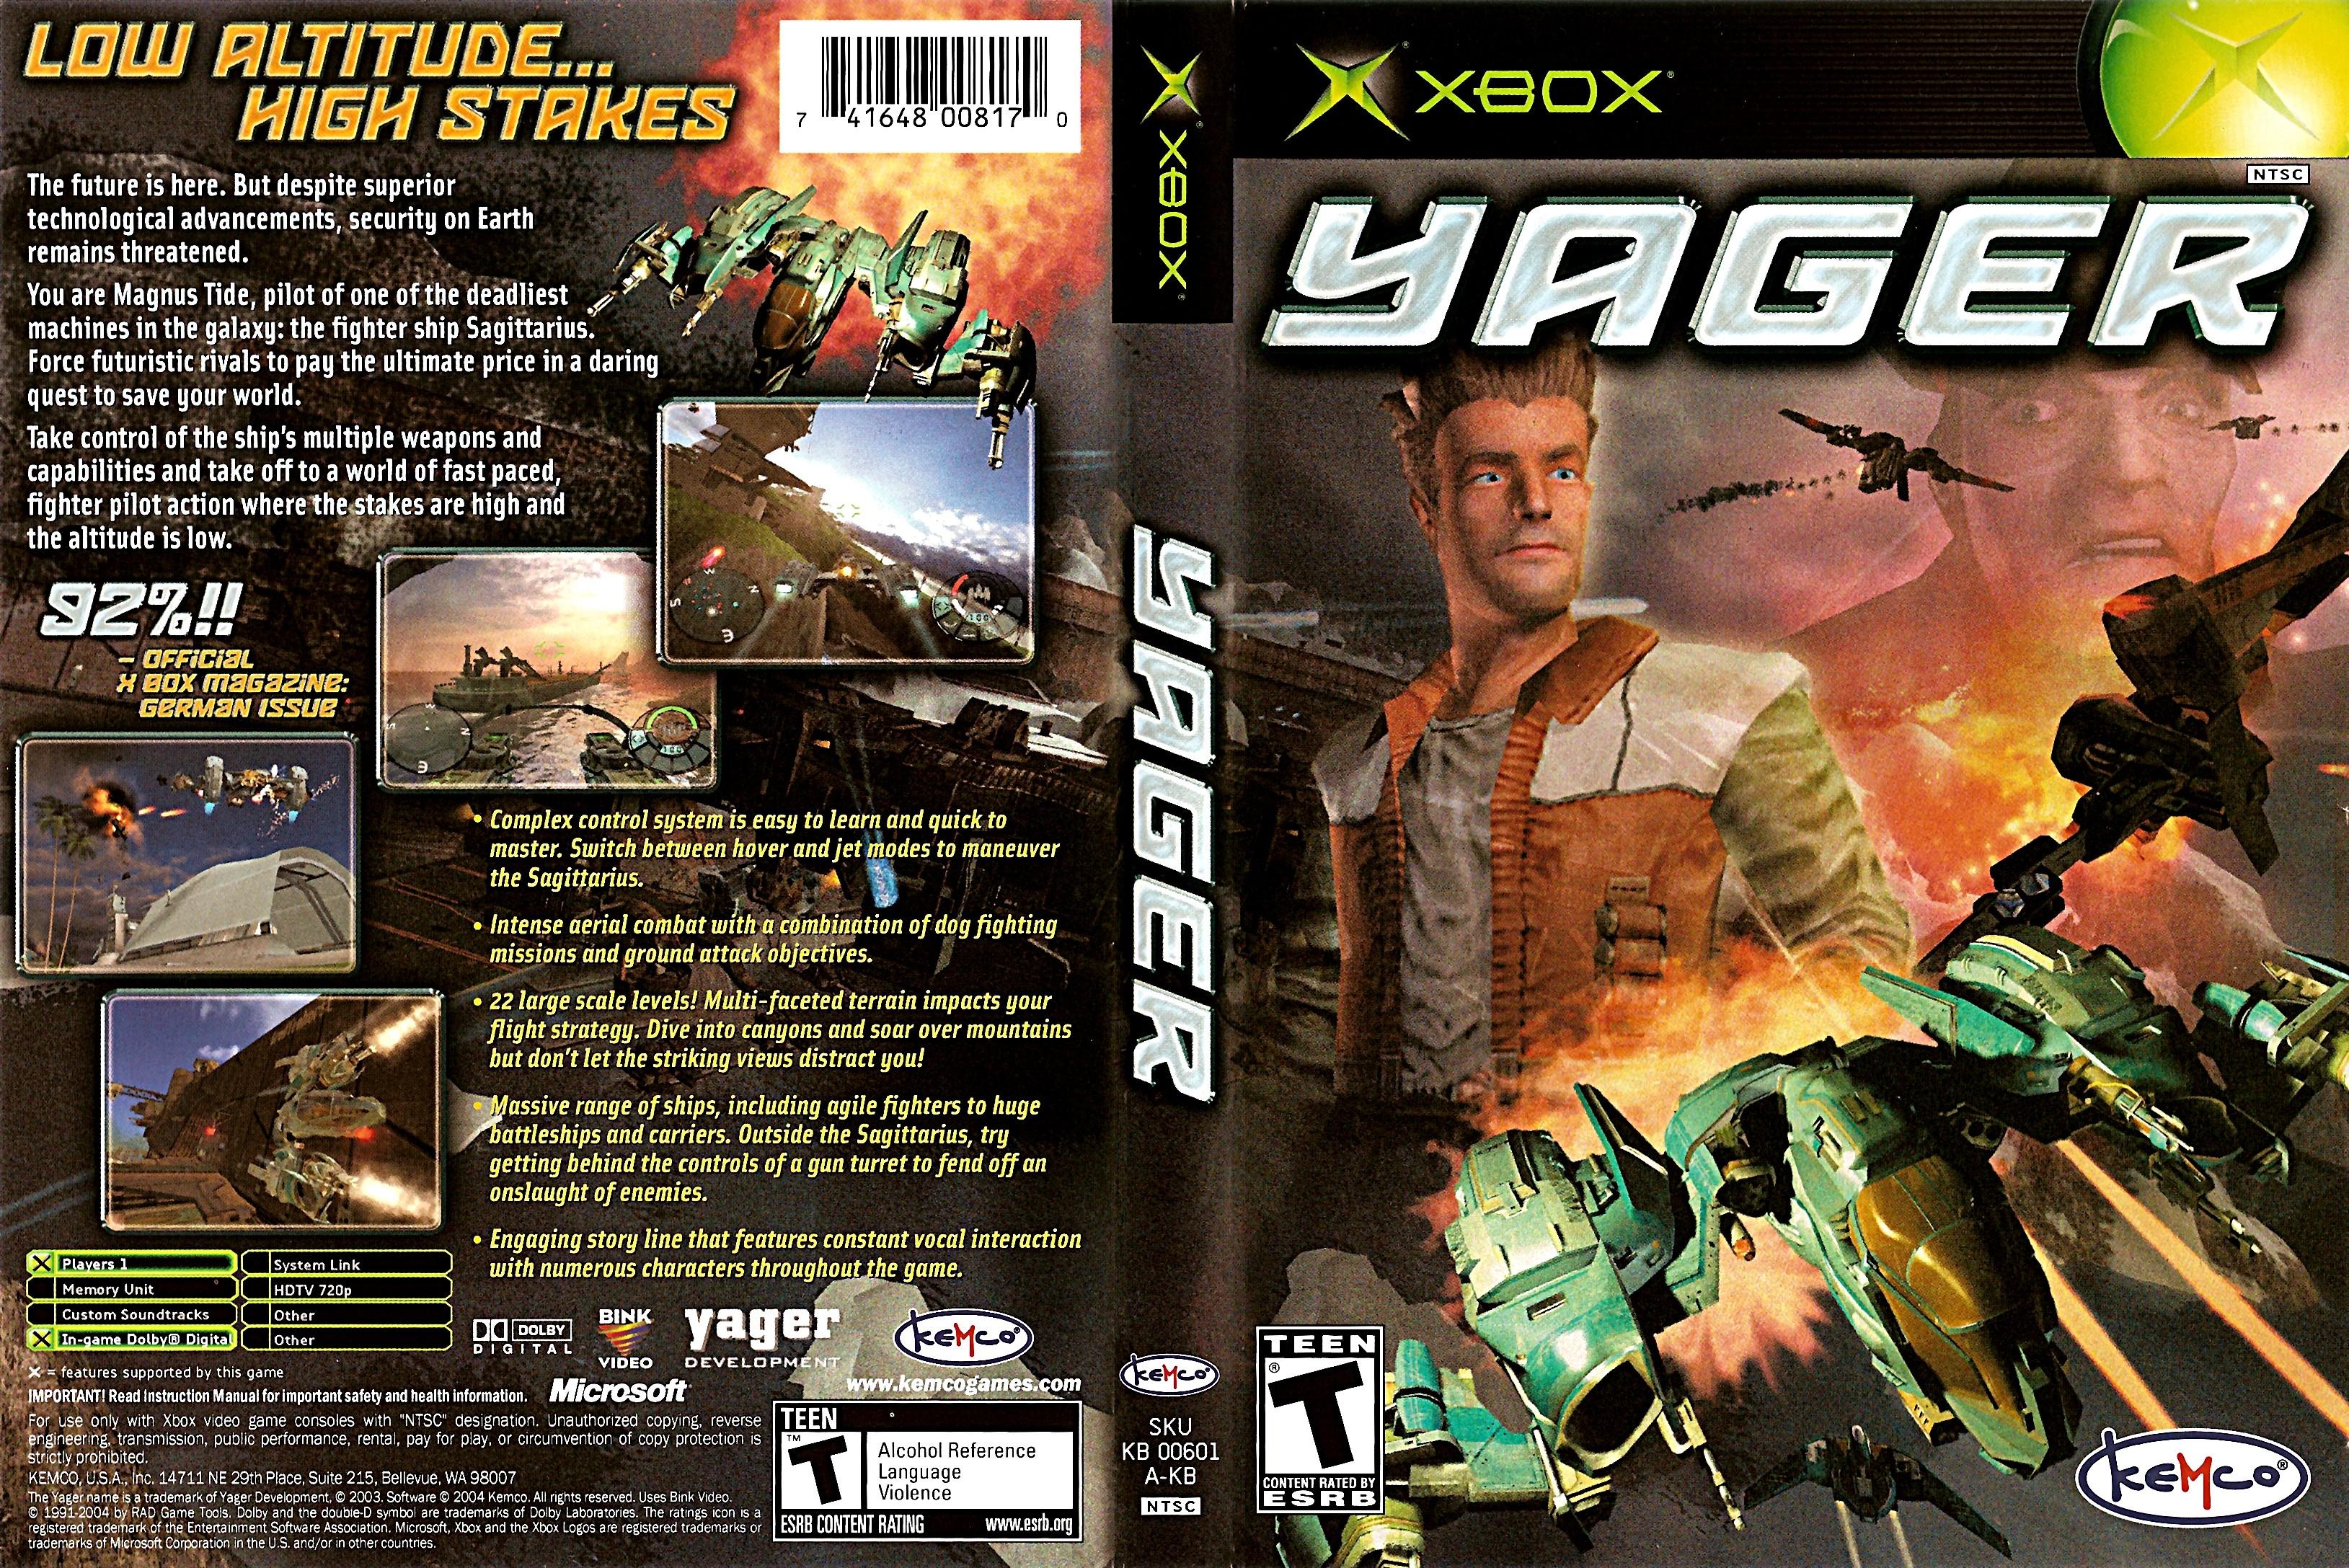 LOW ALTITUDE...
HIGH STAKES
7 41648 00817 0
The future is here. But despite superior
technological advancements, security on Earth
remains threatened.
You are Magnus Tide, pilot of one of the deadliest
machines in the galaxy: the fighter ship Sagittarius.
Force futuristic rivals to pay the ultimate price in a daring
quest to save your world.
Take control of the ship's multiple weapons and
capabilities and take off to a world of fast paced,
fighter pilot action where the stakes are high and
the altitude is low.
92%!!
- OFFICIAL
X BOX MAGAZINE:
GERMAN ISSUE
• Complex control system is easy to learn and quick to
master. Switch between hover and jet modes to maneuver
the Sagittarius.
• Intense aerial combat with a combination of dog fighting
missions and ground attack objectives.
• 22 large scale levels! Multi-faceted terrain impacts your
flight strategy. Dive into canyons and soar over mountains
but don't let the striking views distract you!
• Massive range of ships, including agile fighters to huge
battleships and carriers. Outside the Sagittarius, try
getting behind the controls of a gun turret to fend off an
onslaught of enemies.
• Engaging story line that features constant vocal interaction
with numerous characters throughout the game.
X Players 1
Memory Unit
Custom Soundtracks
X In-game Dolby® Digital
System Link
HDTV 720p
Other
Other
X = features supported by this game
DOLBY
DIGITAL
BINK
VIDEO
yager
DEVELOPMENT
KEMCO®
IMPORTANT! Read Instruction Manual for important safety and health information.
Microsoft®
www.kemcogames.com
For use only with Xbox video game consoles with "NTSC" designation. Unauthorized copying, reverse
engineering, transmission, public performance, rental, pay for play, or circumvention of copy protection is
strictly prohibited.
KEMCO, U.S.A., Inc. 14711 NE 29th Place, Suite 215, Bellevue, WA 98007
The Yager name is a trademark of Yager Development, © 2003. Software © 2004 Kemco. All rights reserved. Uses Bink Video.
© 1991-2004 by RAD Game Tools. Dolby and the double-D symbol are trademarks of Dolby Laboratories. The ratings icon is a
registered trademark of the Entertainment Software Association. Microsoft, Xbox and the Xbox Logos are registered trademarks or
trademarks of Microsoft Corporation in the U.S. and/or in other countries.
TEEN
T™
Alcohol Reference
Language
Violence
ESRB CONTENT RATING www.esrb.org
XBOX®
YAGER
KEMCO®
SKU
KB 00601
A-KB
NTSC
XBOX®
NTSC
YAGER
TEEN
T®
CONTENT RATED BY
ESRB
KEMCO®